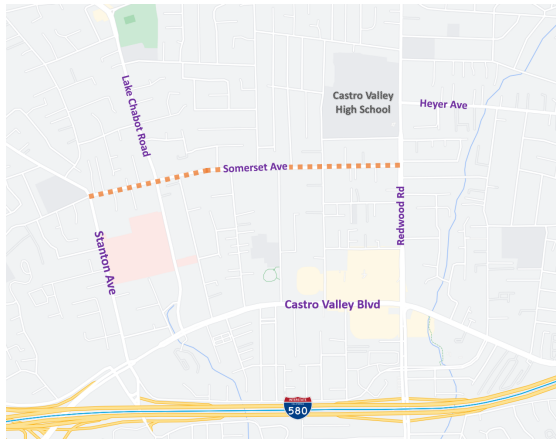 Lake Chabot Road
Castro Valley
High School
Heyer Ave
Somerset Ave
Redwood Rd
Stanton Ave
Castro Valley Blvd
580